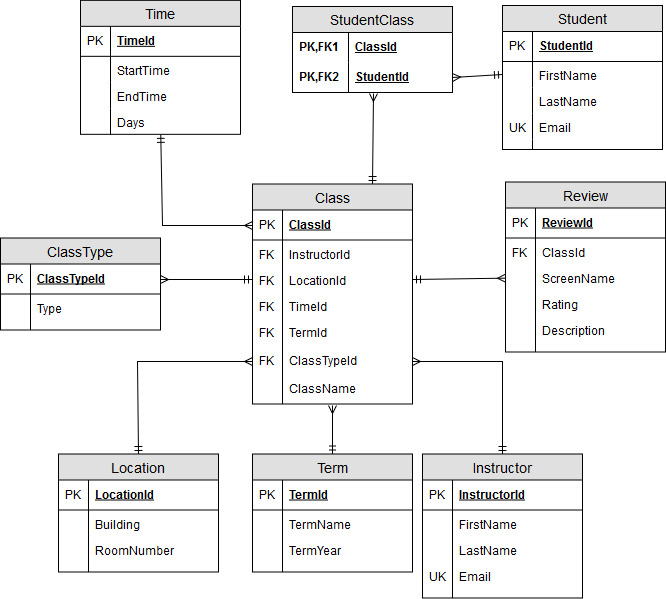 Time
PK TimeId
StartTime
EndTime
Days
StudentClass
PK,FK1 ClassId
PK,FK2 StudentId
Student
PK StudentId
FirstName
LastName
UK Email
Class
PK ClassId
FK InstructorId
FK LocationId
FK TimeId
FK TermId
FK ClassTypeId
ClassName
Review
PK ReviewId
FK ClassId
ScreenName
Rating
Description
ClassType
PK ClassTypeId
Type
Location
PK LocationId
Building
RoomNumber
Term
PK TermId
TermName
TermYear
Instructor
PK InstructorId
FirstName
LastName
UK Email